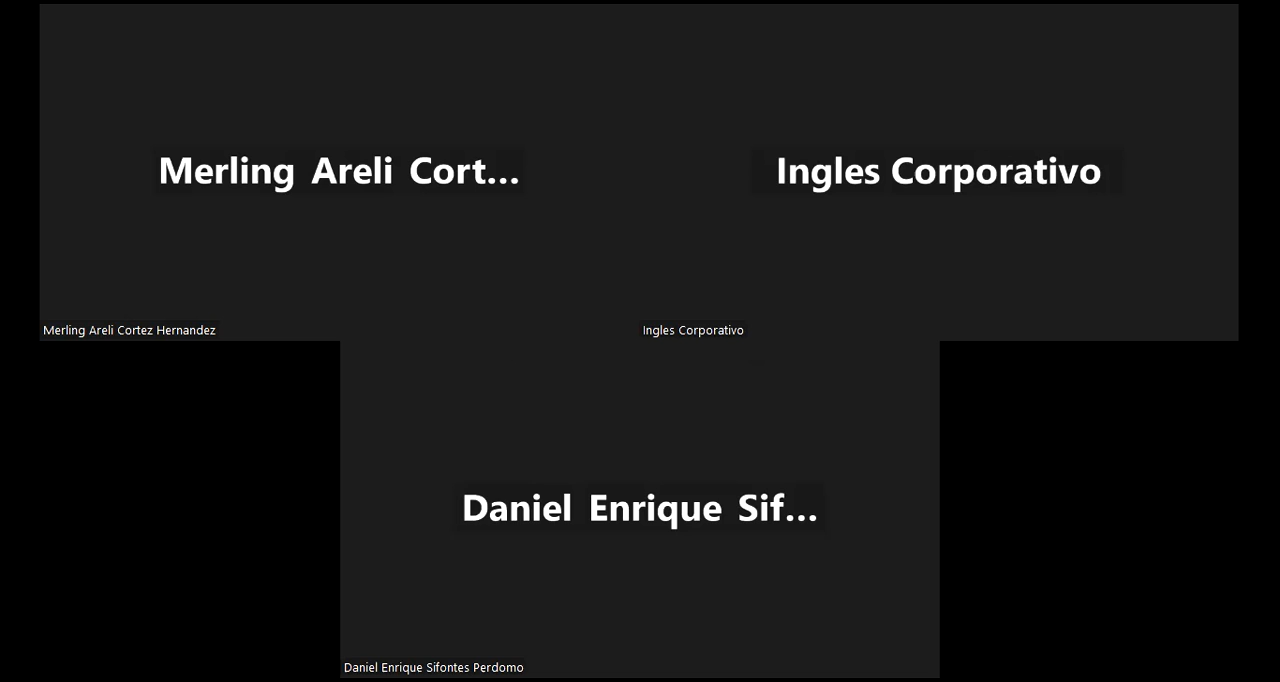 Merling Areli Cort...
Ingles Corporativo
Merling Areli Cortez Hernandez
Ingles Corporativo
Daniel Enrique Sif...
Daniel Enrique Sifontes Perdomo